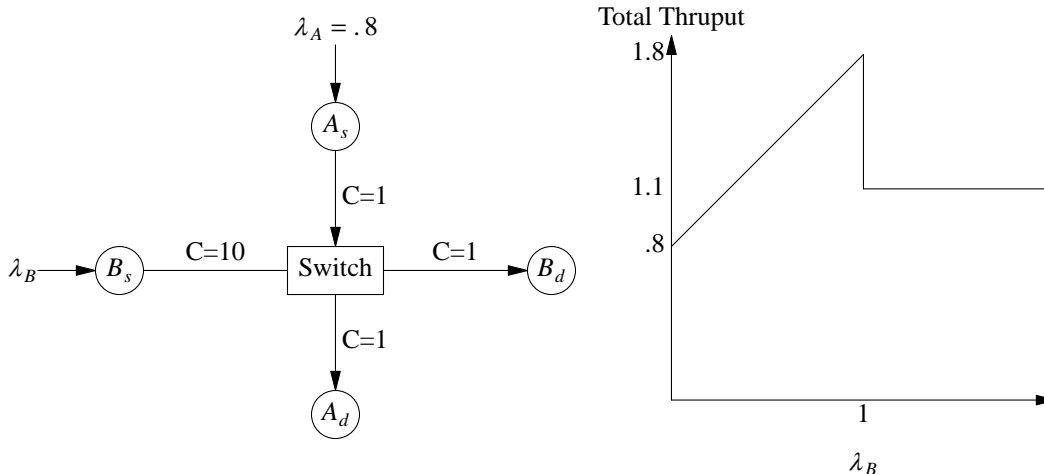 λ_A = .8
A_s
C=1
λ_B
B_s
C=10
Switch
C=1
B_d
C=1
A_d
Total Thruput
1.8
1.1
.8
1
λ_B